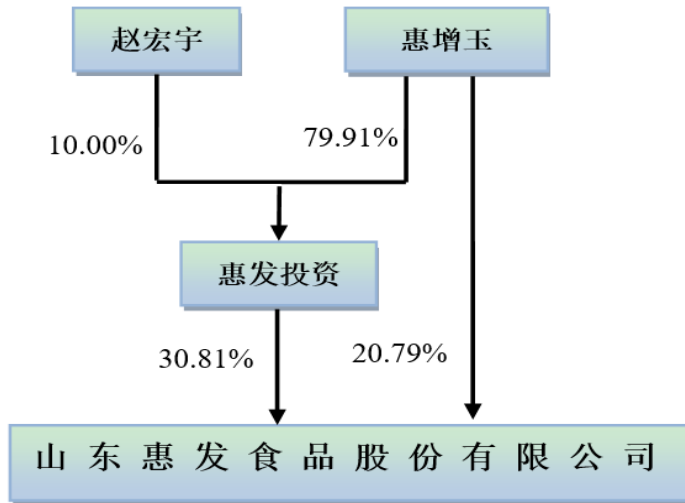 赵宏宇
惠增玉
10.00%
79.91%
惠发投资
30.81%
20.79%
山东惠发食品股份有限公司